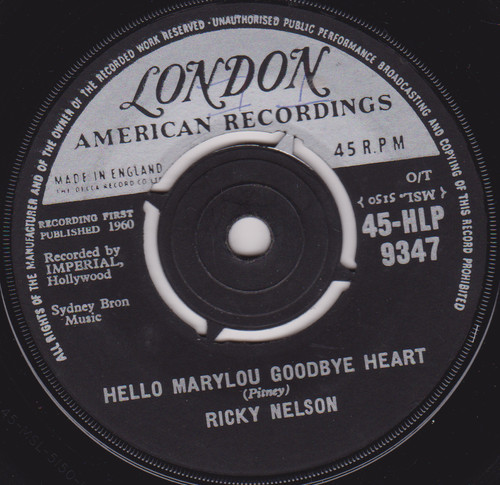 ALL RIGHTS OF THE MANUFACTURER AND OF THE OWNER OF THE RECORDED WORK RESERVED · UNAUTHORISED PUBLIC PERFORMANCE BROADCASTING AND COPYING OF THIS RECORD PROHIBITED
LONDON
AMERICAN RECORDINGS
MADE IN ENGLAND
THE DECCA RECORD CO LTD
45 R.P.M
O/T
{ MSL. 5150 }
45-HLP
9347
RECORDING FIRST
PUBLISHED 1960
Recorded by
IMPERIAL,
Hollywood
Sydney Bron
Music
HELLO MARYLOU GOODBYE HEART
(Pitney)
RICKY NELSON